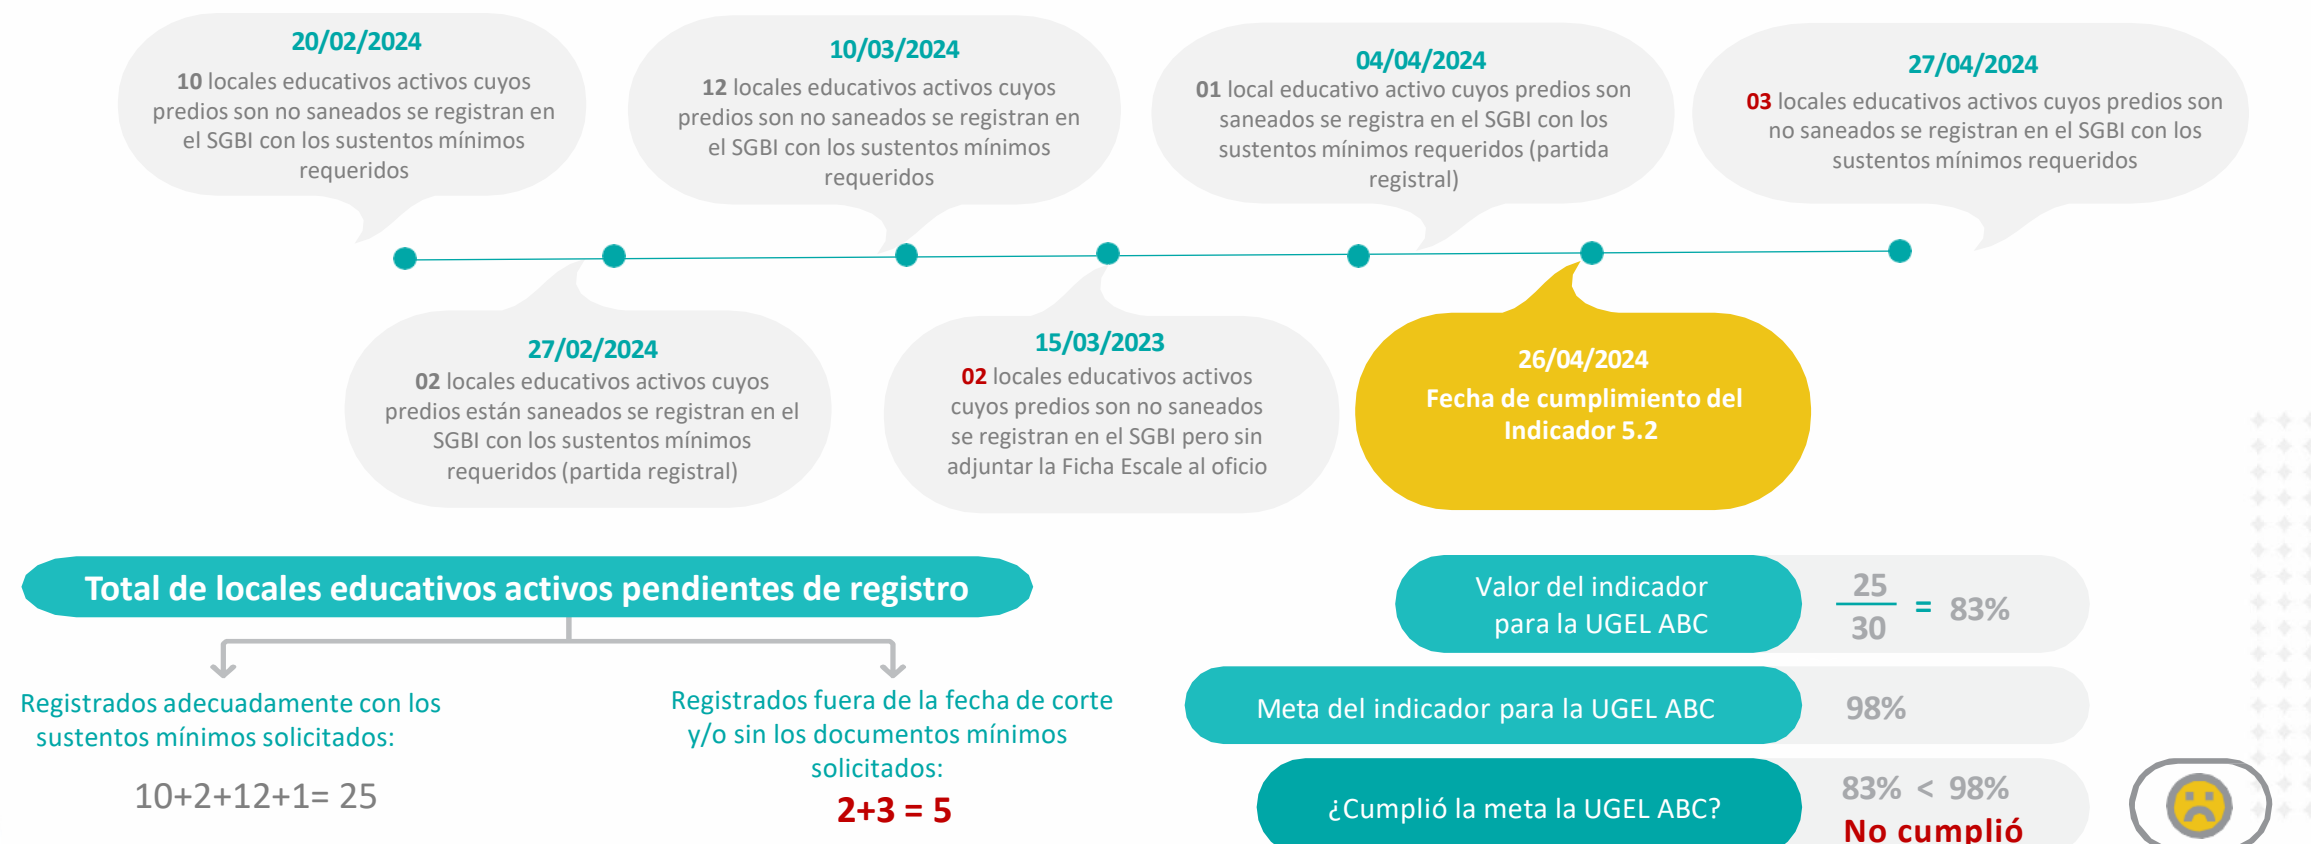 20/02/2024
10 locales educativos activos cuyos
predios son no saneados se registran en
el SGBI con los sustentos mínimos
requeridos
10/03/2024
12 locales educativos activos cuyos
predios son no saneados se registran en
el SGBI con los sustentos mínimos
requeridos
04/04/2024
01 local educativo activo cuyos predios son
saneados se registra en el SGBI con los
sustentos mínimos requeridos (partida
registral)
27/04/2024
03 locales educativos activos cuyos predios son
no saneados se registran en el SGBI con los
sustentos mínimos requeridos
27/02/2024
02 locales educativos activos cuyos
predios están saneados se registran en el
SGBI con los sustentos mínimos
requeridos (partida registral)
15/03/2023
02 locales educativos activos
cuyos predios son no saneados
se registran en el SGBI pero sin
adjuntar la Ficha Escale al oficio
26/04/2024
Fecha de cumplimiento del
Indicador 5.2
Total de locales educativos activos pendientes de registro
Registrados adecuadamente con los
sustentos mínimos solicitados:
10+2+12+1= 25
Registrados fuera de la fecha de corte
y/o sin los documentos mínimos
solicitados:
2+3 = 5
Valor del indicador
para la UGEL ABC
25
30
= 83%
Meta del indicador para la UGEL ABC
98%
¿Cumplió la meta la UGEL ABC?
83% < 98%
No cumplió